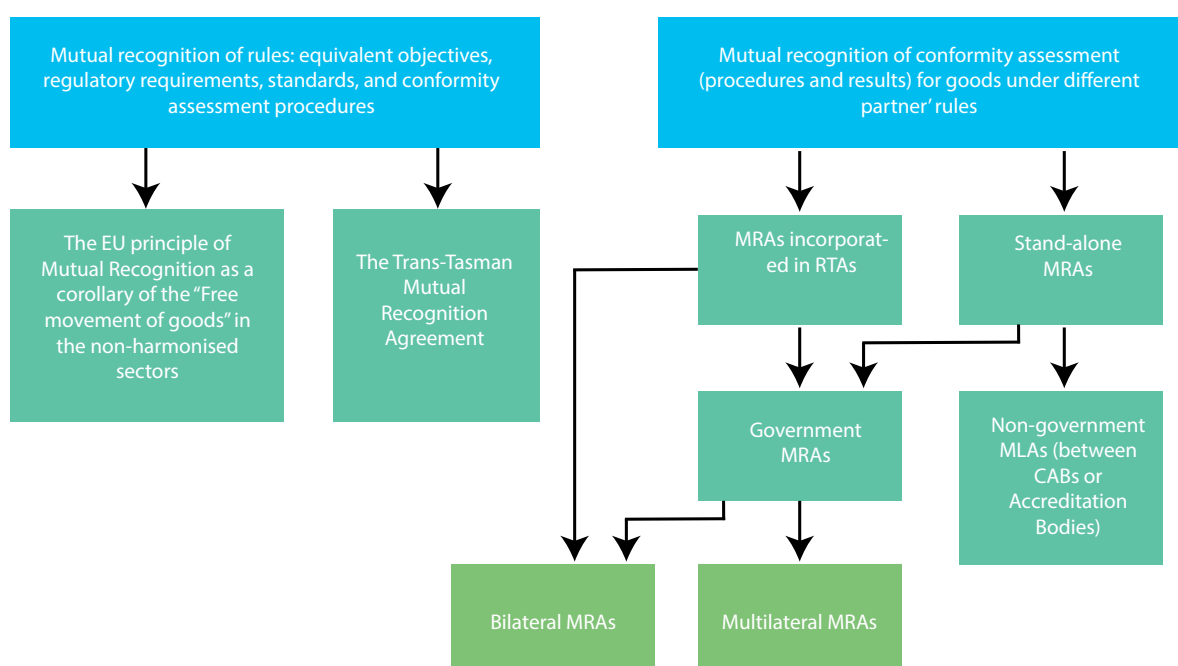 Mutual recognition of rules: equivalent objectives,
regulatory requirements, standards, and conformity
assessment procedures
Mutual recognition of conformity assessment
(procedures and results) for goods under different
partner’ rules
The EU principle of
Mutual Recognition as a
corollary of the “Free
movement of goods” in
the non-harmonised
sectors
The Trans-Tasman
Mutual
Recognition
Agreement
MRAs incorporat-
ed in RTAs
Stand-alone
MRAs
Government
MRAs
Non-government
MLAs (between
CABs or
Accreditation
Bodies)
Bilateral MRAs
Multilateral MRAs